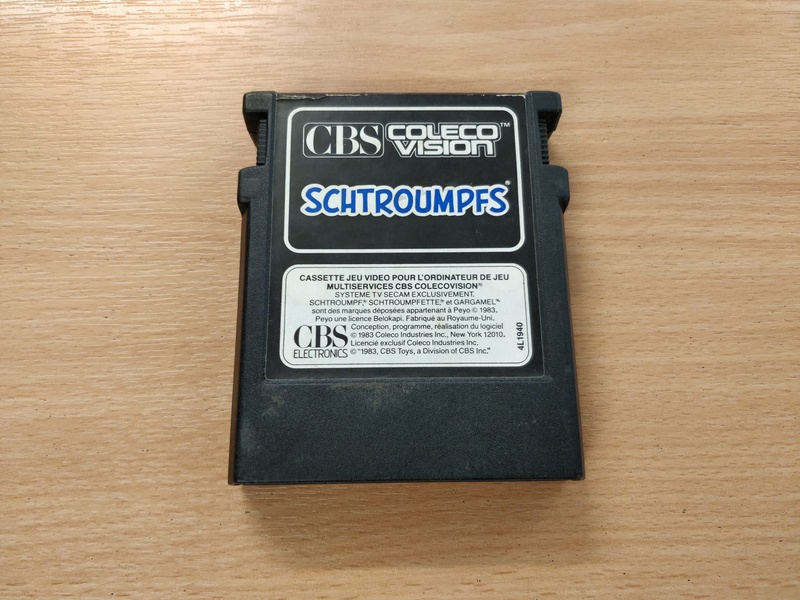 CBS COLECO VISION™
SCHTROUMPFS®
CASSETTE JEU VIDEO POUR L'ORDINATEUR DE JEU
MULTISERVICES CBS COLECOVISION®
SYSTEME TV SECAM EXCLUSIVEMENT.
SCHTROUMPF,® SCHTROUMPFETTE,® et GARGAMEL®
sont des marques déposées appartenant à Peyo © 1983.
Peyo une licence Belokapi. Fabriqué au Royaume-Uni.
Conception, programme, réalisation du logiciel
© 1983 Coleco Industries Inc., New York 12010.
Licencié exclusif Coleco Industries Inc.
© "1983, CBS Toys, a Division of CBS Inc."
CBS
ELECTRONICS
4L1940